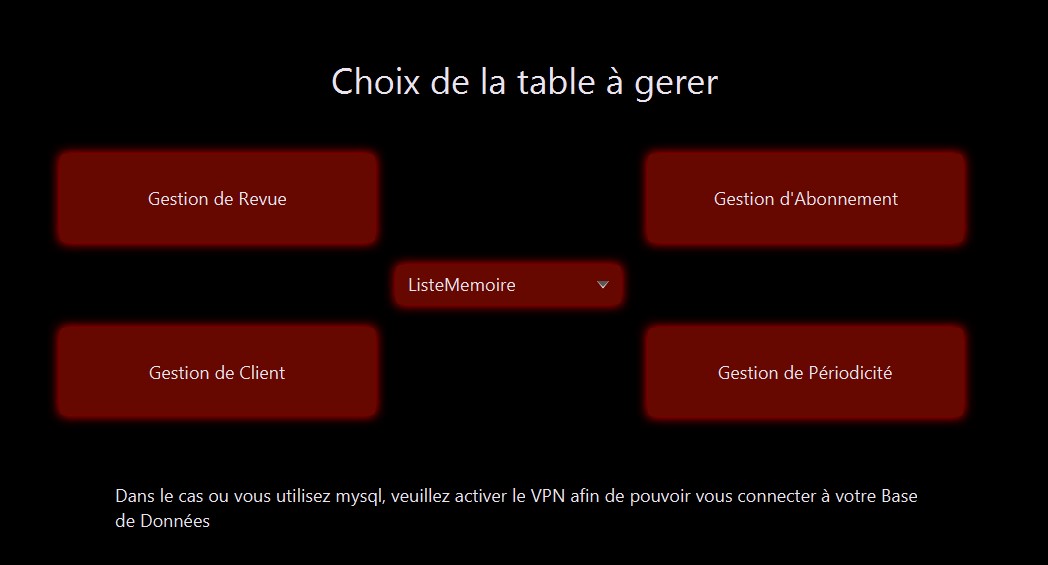 Choix de la table à gerer
Gestion de Revue
Gestion d'Abonnement
ListeMemoire
Gestion de Client
Gestion de Périodicité
Dans le cas ou vous utilisez mysql, veuillez activer le VPN afin de pouvoir vous connecter à votre Base
de Données